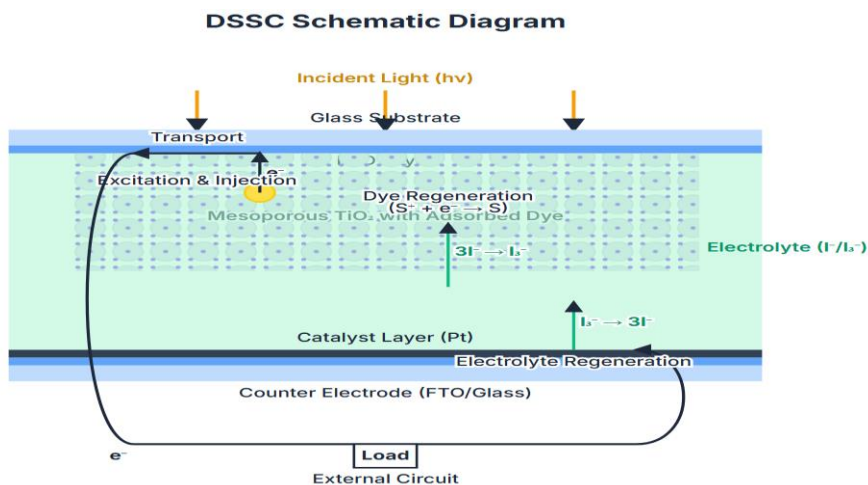 DSSC Schematic Diagram
Incident Light (hv)
Glass Substrate
Transport
e⁻
Excitation & Injection
Dye Regeneration
(S⁺ + e⁻ → S)
Mesoporous TiO₂ with Adsorbed Dye
3I⁻ → I₃⁻
Electrolyte (I⁻/I₃⁻)
I₃⁻ → 3I⁻
Catalyst Layer (Pt)
Electrolyte Regeneration
Counter Electrode (FTO/Glass)
e⁻
Load
External Circuit